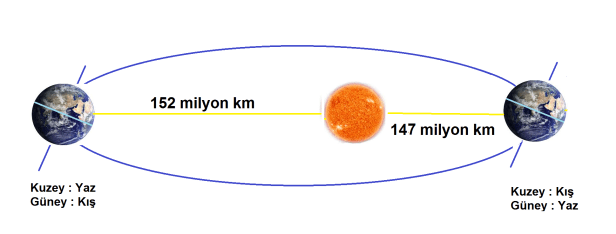 152 milyon km
147 milyon km
Kuzey : Yaz
Güney : Kış
Kuzey : Kış
Güney : Yaz